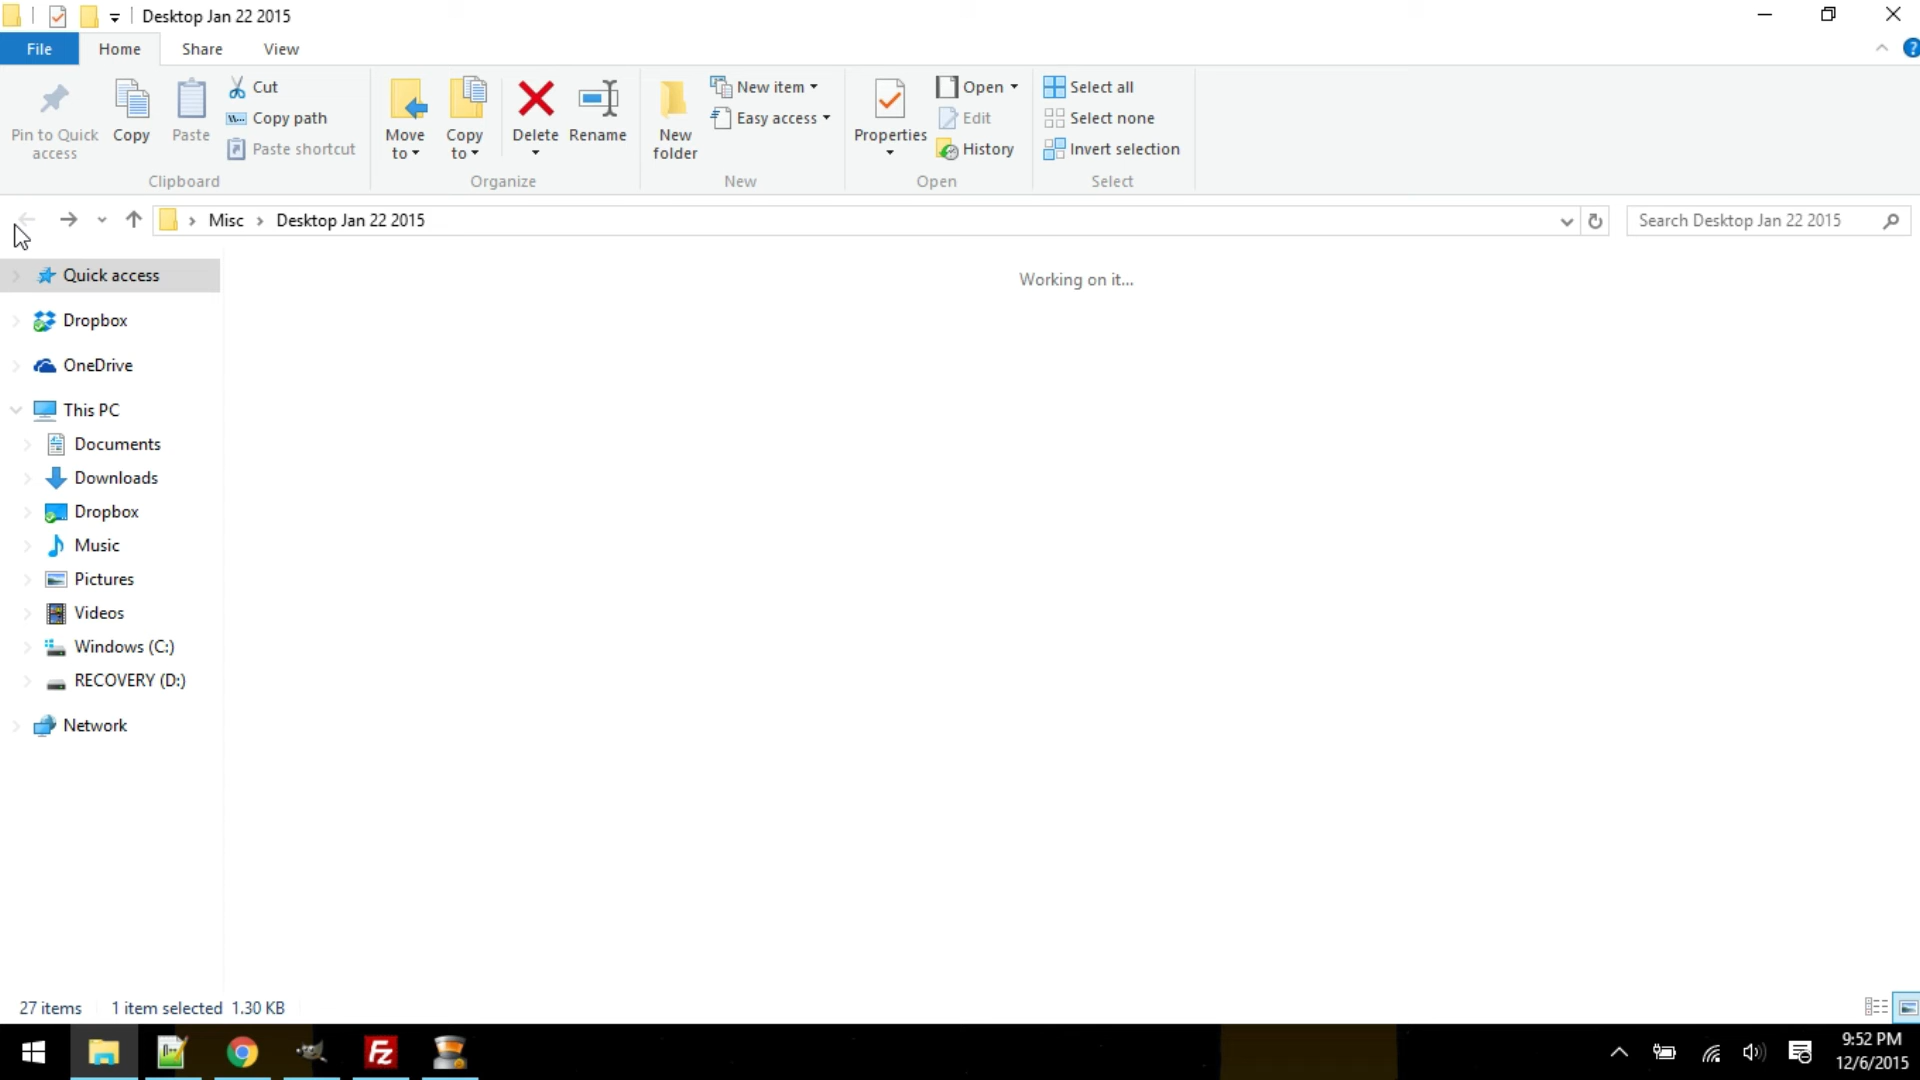 Desktop Jan 22 2015
File Home Share View
Pin to Quick access
Copy
Paste
Cut
Copy path
Paste shortcut
Clipboard
Move to
Copy to
Delete
Rename
Organize
New folder
New item
Easy access
New
Properties
Open
Edit
History
Open
Select all
Select none
Invert selection
Select
Misc > Desktop Jan 22 2015
Search Desktop Jan 22 2015
Quick access
Working on it...
Dropbox
OneDrive
This PC
Documents
Downloads
Dropbox
Music
Pictures
Videos
Windows (C:)
RECOVERY (D:)
Network
27 items 1 item selected 1.30 KB
Fz
9:52 PM
12/6/2015